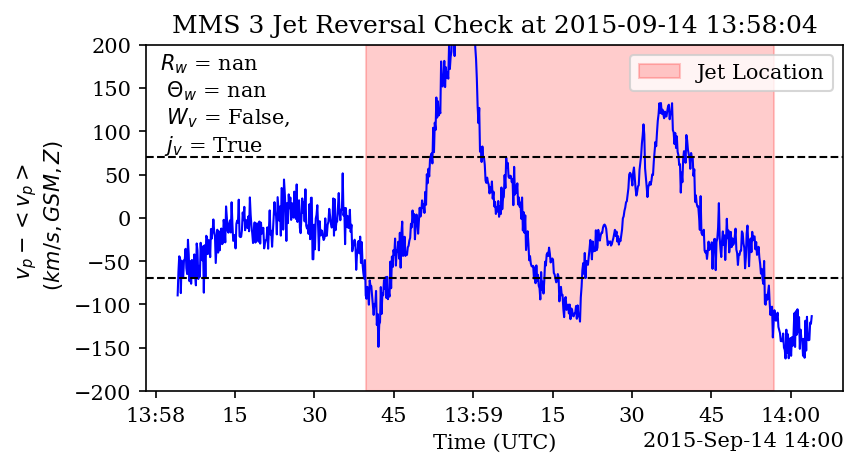 MMS 3 Jet Reversal Check at 2015-09-14 13:58:04
200
150
100
50
0
−50
−100
−150
−200
v_p − < v_p >
(km/s, GSM, Z)
R_w = nan
Θ_w = nan
W_v = False,
j_v = True
Jet Location
13:58 15 30 45 13:59 15 30 45 14:00
Time (UTC)
2015-Sep-14 14:00